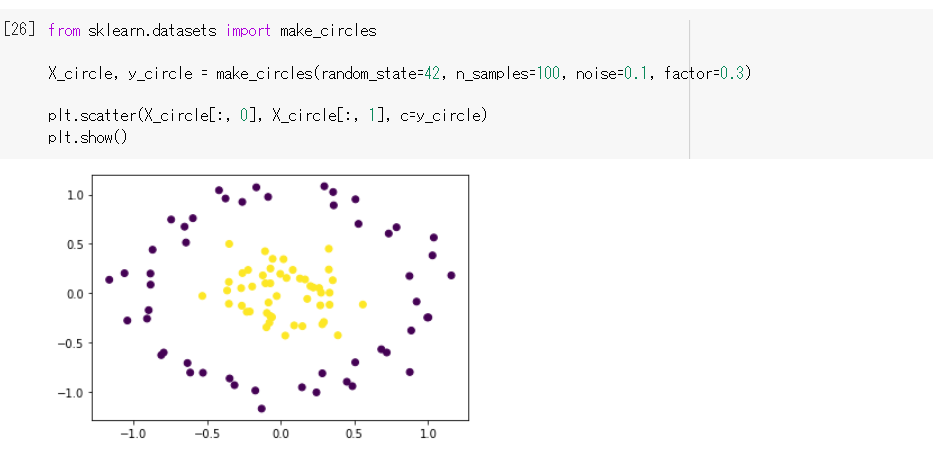 [26] from sklearn.datasets import make_circles
X_circle, y_circle = make_circles(random_state=42, n_samples=100, noise=0.1, factor=0.3)
plt.scatter(X_circle[:, 0], X_circle[:, 1], c=y_circle)
plt.show()
1.0
0.5
0.0
−0.5
−1.0
−1.0 −0.5 0.0 0.5 1.0